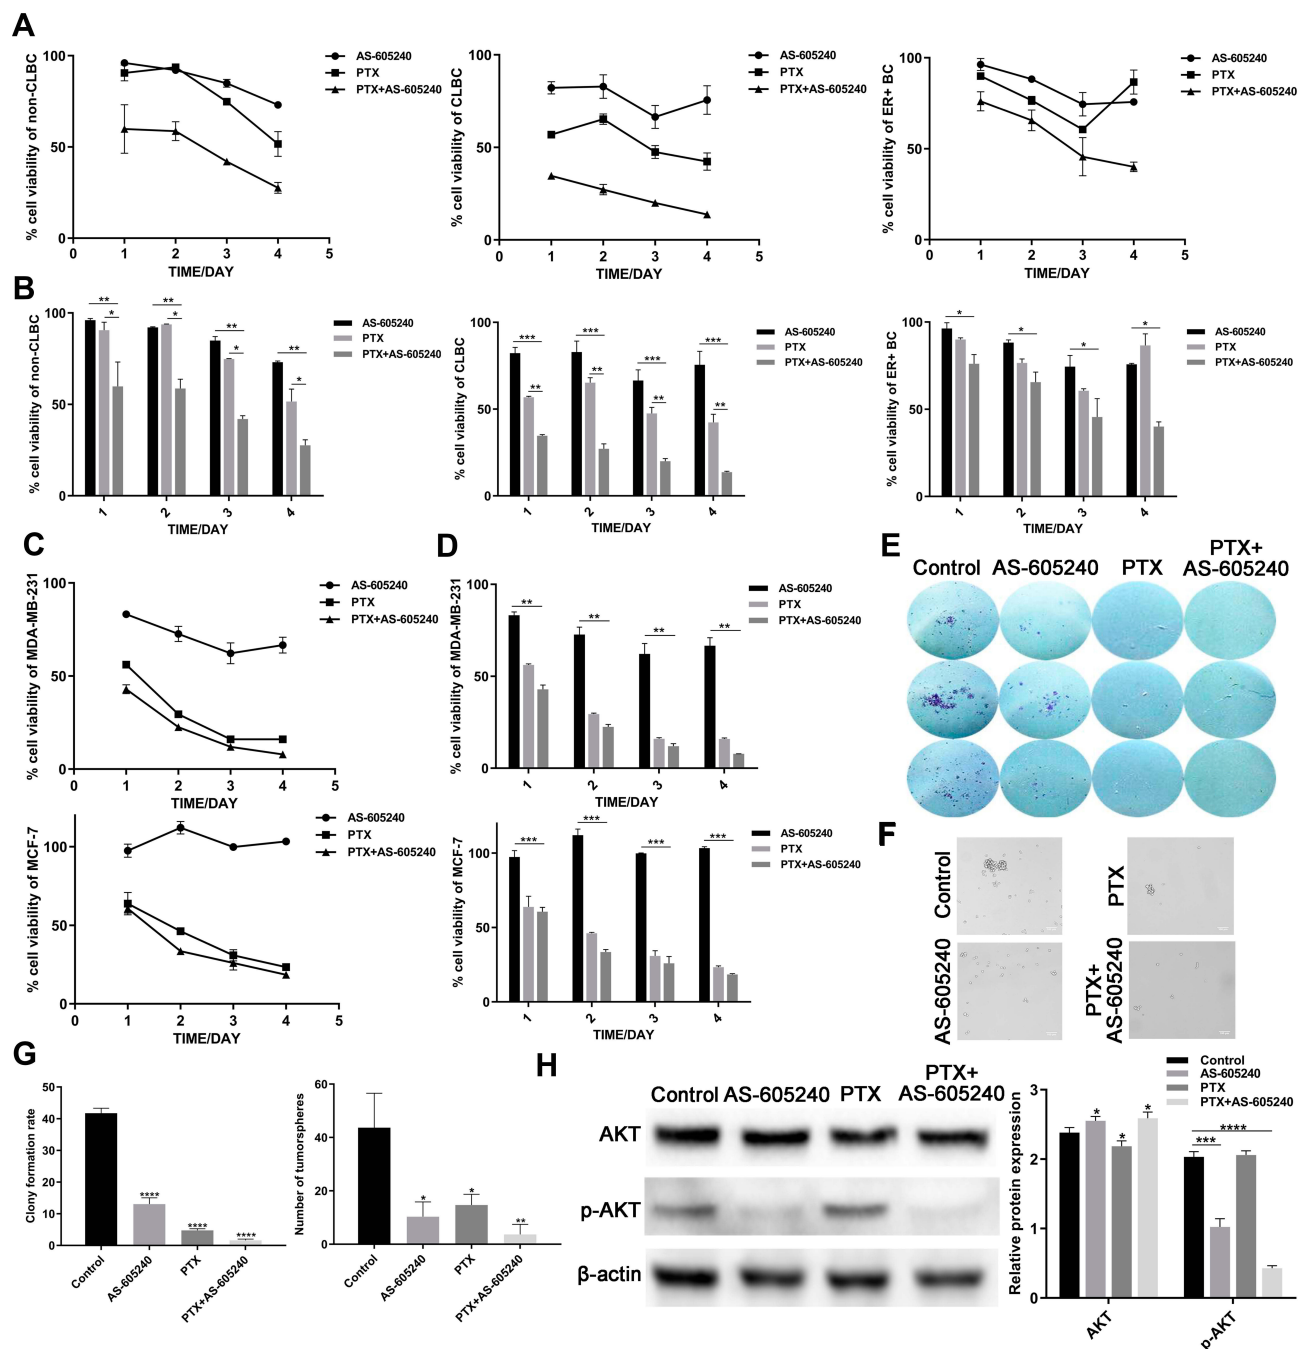 A
% cell viability of non-CLBC
100
50
0
0 1 2 3 4 5
TIME/DAY
AS-605240
PTX
PTX+AS-605240
% cell viability of CLBC
100
50
0
0 1 2 3 4 5
TIME/DAY
AS-605240
PTX
PTX+AS-605240
% cell viability of ER+ BC
100
50
0
0 1 2 3 4 5
TIME/DAY
AS-605240
PTX
PTX+AS-605240
B
% cell viability of non-CLBC
100
50
0
** * ** * ** * ** *
1 2 3 4
TIME/DAY
AS-605240
PTX
PTX+AS-605240
% cell viability of CLBC
100
50
0
*** ** *** ** *** ** *** **
1 2 3 4
TIME/DAY
AS-605240
PTX
PTX+AS-605240
% cell viability of ER+ BC
100
50
0
* * * *
1 2 3 4
TIME/DAY
AS-605240
PTX
PTX+AS-605240
C
% cell viability of MDA-MB-231
100
50
0
0 1 2 3 4 5
TIME/DAY
AS-605240
PTX
PTX+AS-605240
% cell viability of MCF-7
100
50
0
0 1 2 3 4 5
TIME/DAY
AS-605240
PTX
PTX+AS-605240
D
% cell viability of MDA-MB-231
100
50
0
** ** ** **
1 2 3 4
TIME/DAY
AS-605240
PTX
PTX+AS-605240
% cell viability of MCF-7
100
50
0
*** *** *** ***
1 2 3 4
TIME/DAY
AS-605240
PTX
PTX+AS-605240
E
Control AS-605240 PTX PTX+
AS-605240
F
Control
PTX
AS-605240
PTX+
AS-605240
G
Clony formation rate
50
40
30
20
10
0
**** **** ****
Control AS-605240 PTX PTX+AS-605240
Number of tumorspheres
60
40
20
0
* * **
Control AS-605240 PTX PTX+AS-605240
H
Control AS-605240 PTX PTX+
AS-605240
AKT
p-AKT
β-actin
Relative protein expression
3
2
1
0
* * *
*** ****
AKT p-AKT
Control
AS-605240
PTX
PTX+AS-605240